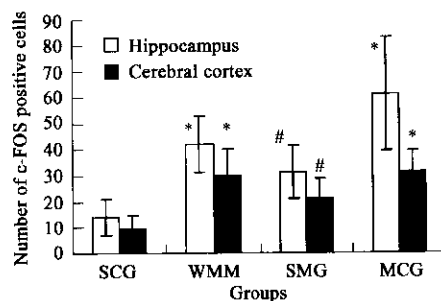 Number of c-FOS positive cells
90
80
70
60
50
40
30
20
10
0
Hippocampus
Cerebral cortex
* * # # * *
SCG WMM SMG MCG
Groups